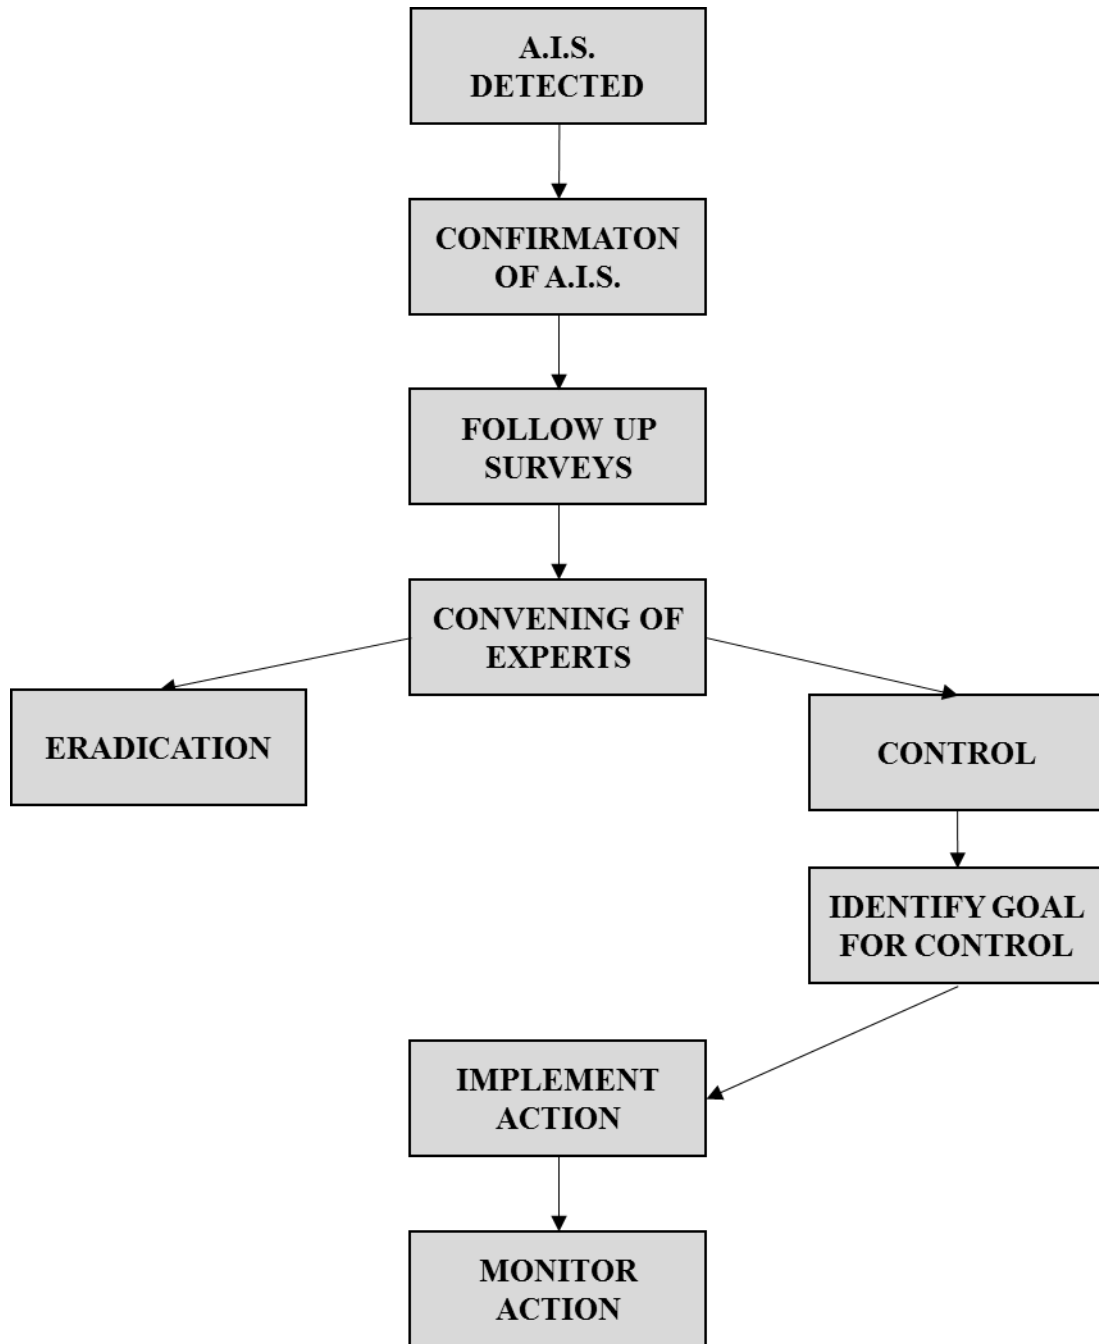 A.I.S.
DETECTED
CONFIRMATON
OF A.I.S.
FOLLOW UP
SURVEYS
CONVENING OF
EXPERTS
ERADICATION
CONTROL
IDENTIFY GOAL
FOR CONTROL
IMPLEMENT
ACTION
MONITOR
ACTION